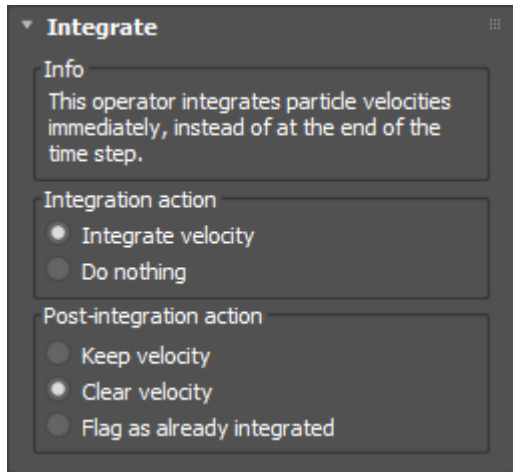 Integrate
Info
This operator integrates particle velocities
immediately, instead of at the end of the
time step.
Integration action
Integrate velocity
Do nothing
Post-integration action
Keep velocity
Clear velocity
Flag as already integrated